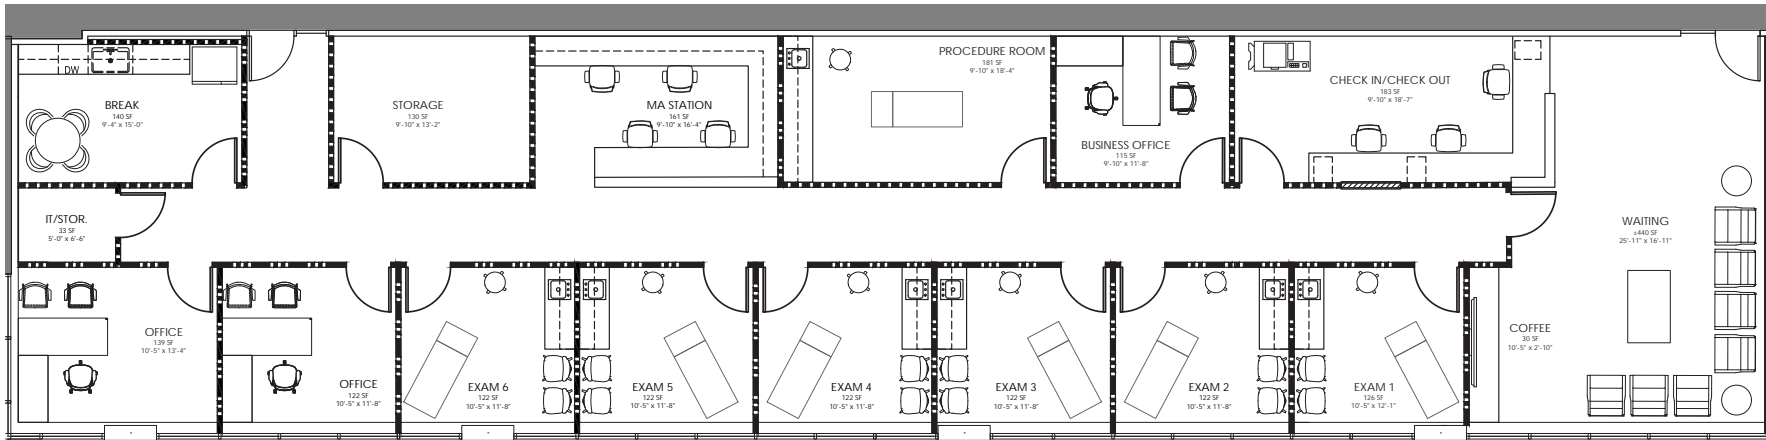 DW
BREAK
140 SF
9'-4" x 15'-0"
STORAGE
130 SF
9'-10" x 13'-2"
MA STATION
161 SF
9'-10" x 16'-4"
PROCEDURE ROOM
181 SF
9'-10" x 18'-4"
BUSINESS OFFICE
115 SF
9'-10" x 11'-8"
CHECK IN/CHECK OUT
183 SF
9'-10" x 18'-7"
IT/STOR.
33 SF
5'-0" x 6'-6"
WAITING
±440 SF
25'-11" x 16'-11"
OFFICE
139 SF
10'-5" x 13'-4"
OFFICE
122 SF
10'-5" x 11'-8"
EXAM 6
122 SF
10'-5" x 11'-8"
EXAM 5
122 SF
10'-5" x 11'-8"
EXAM 4
122 SF
10'-5" x 11'-8"
EXAM 3
122 SF
10'-5" x 11'-8"
EXAM 2
122 SF
10'-5" x 11'-8"
EXAM 1
126 SF
10'-5" x 12'-1"
COFFEE
30 SF
10'-5" x 2'-10"